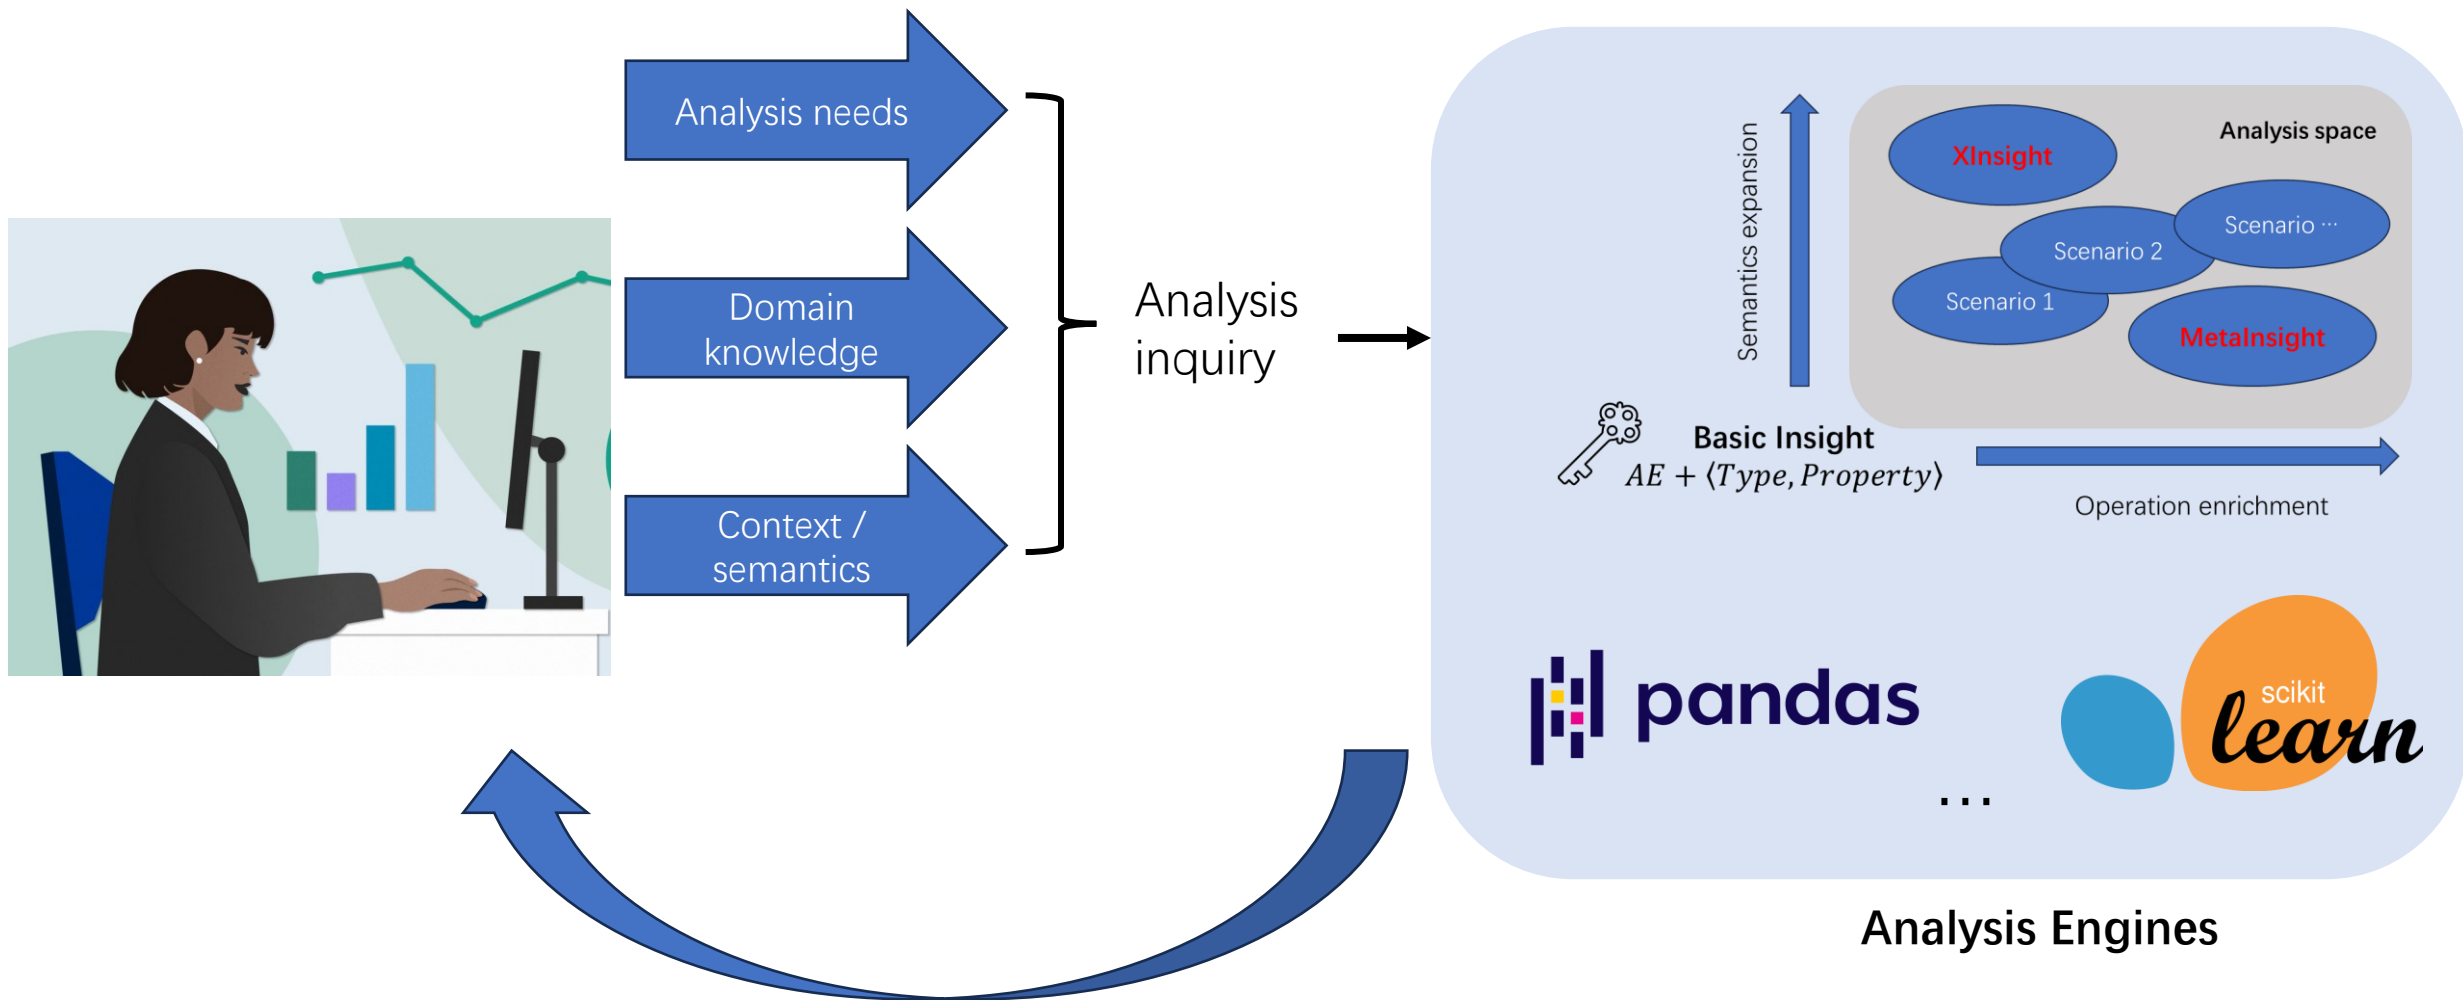 Analysis needs
Domain
knowledge
Context /
semantics
Analysis
inquiry
Semantics expansion
Analysis space
XInsight
Scenario ···
Scenario 2
Scenario 1
MetaInsight
Basic Insight
AE + ⟨Type, Property⟩
Operation enrichment
pandas
scikit
learn
...
Analysis Engines